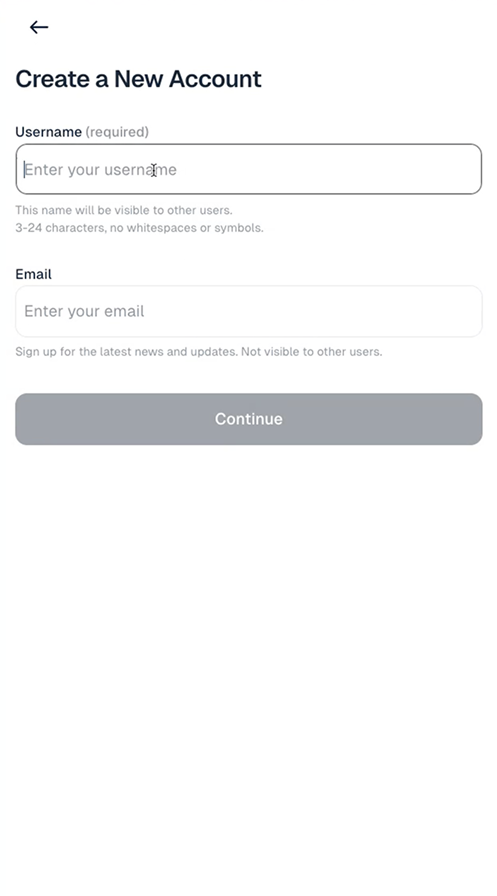 Create a New Account
Username (required)
Enter your username
This name will be visible to other users.
3-24 characters, no whitespaces or symbols.
Email
Enter your email
Sign up for the latest news and updates. Not visible to other users.
Continue